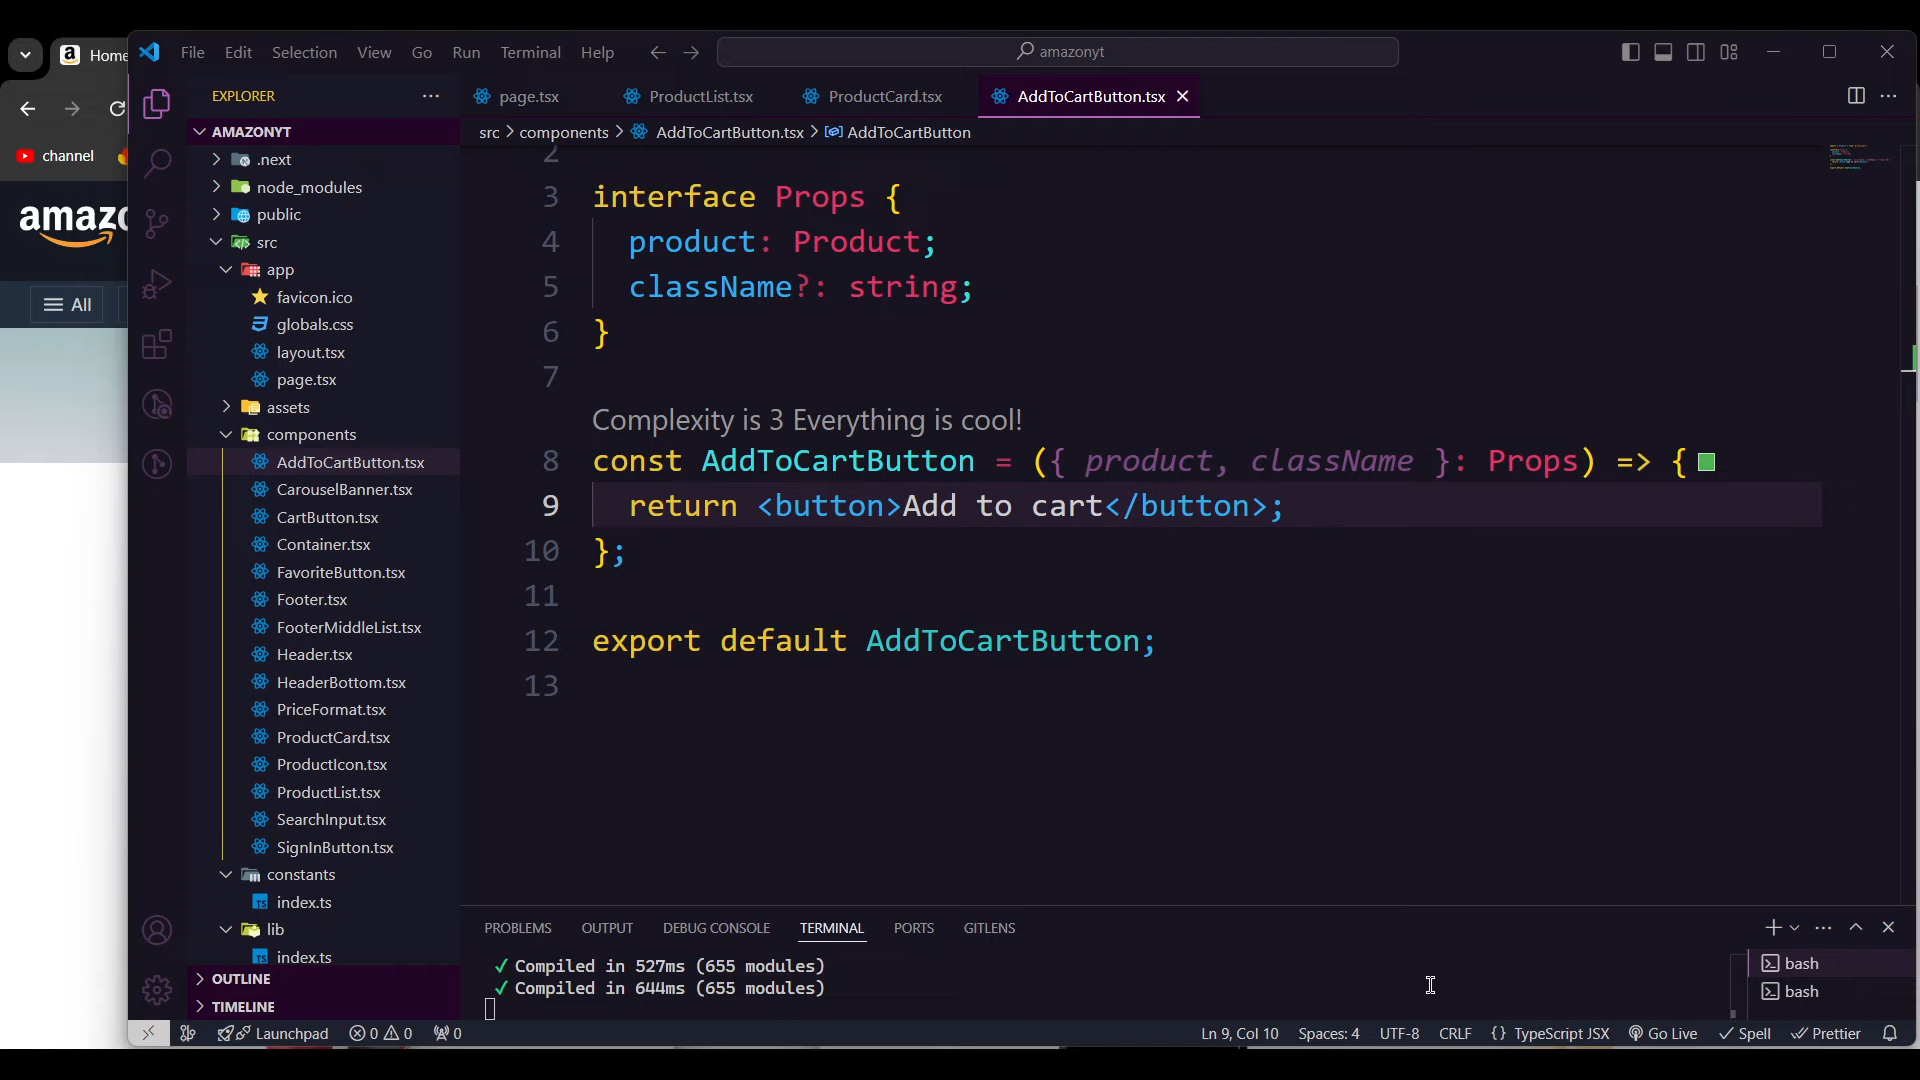 Home
File Edit Selection View Go Run Terminal Help
amazonyt
channel
amazo
All
EXPLORER
AMAZONYT
.next
node_modules
public
src
app
favicon.ico
globals.css
layout.tsx
page.tsx
assets
components
AddToCartButton.tsx
CarouselBanner.tsx
CartButton.tsx
Container.tsx
FavoriteButton.tsx
Footer.tsx
FooterMiddleList.tsx
Header.tsx
HeaderBottom.tsx
PriceFormat.tsx
ProductCard.tsx
ProductIcon.tsx
ProductList.tsx
SearchInput.tsx
SignInButton.tsx
constants
index.ts
lib
index.ts
OUTLINE
TIMELINE
page.tsx ProductList.tsx ProductCard.tsx AddToCartButton.tsx
src > components > AddToCartButton.tsx > AddToCartButton
2
3 interface Props {
4 product: Product;
5 className?: string;
6 }
7
Complexity is 3 Everything is cool!
8 const AddToCartButton = ({ product, className }: Props) => {
9 return <button>Add to cart</button>;
10 };
11
12 export default AddToCartButton;
13
PROBLEMS OUTPUT DEBUG CONSOLE TERMINAL PORTS GITLENS
✓ Compiled in 527ms (655 modules)
✓ Compiled in 644ms (655 modules)
bash
bash
Launchpad 0 0 0 Ln 9, Col 10 Spaces: 4 UTF-8 CRLF {} TypeScript JSX Go Live Spell Prettier